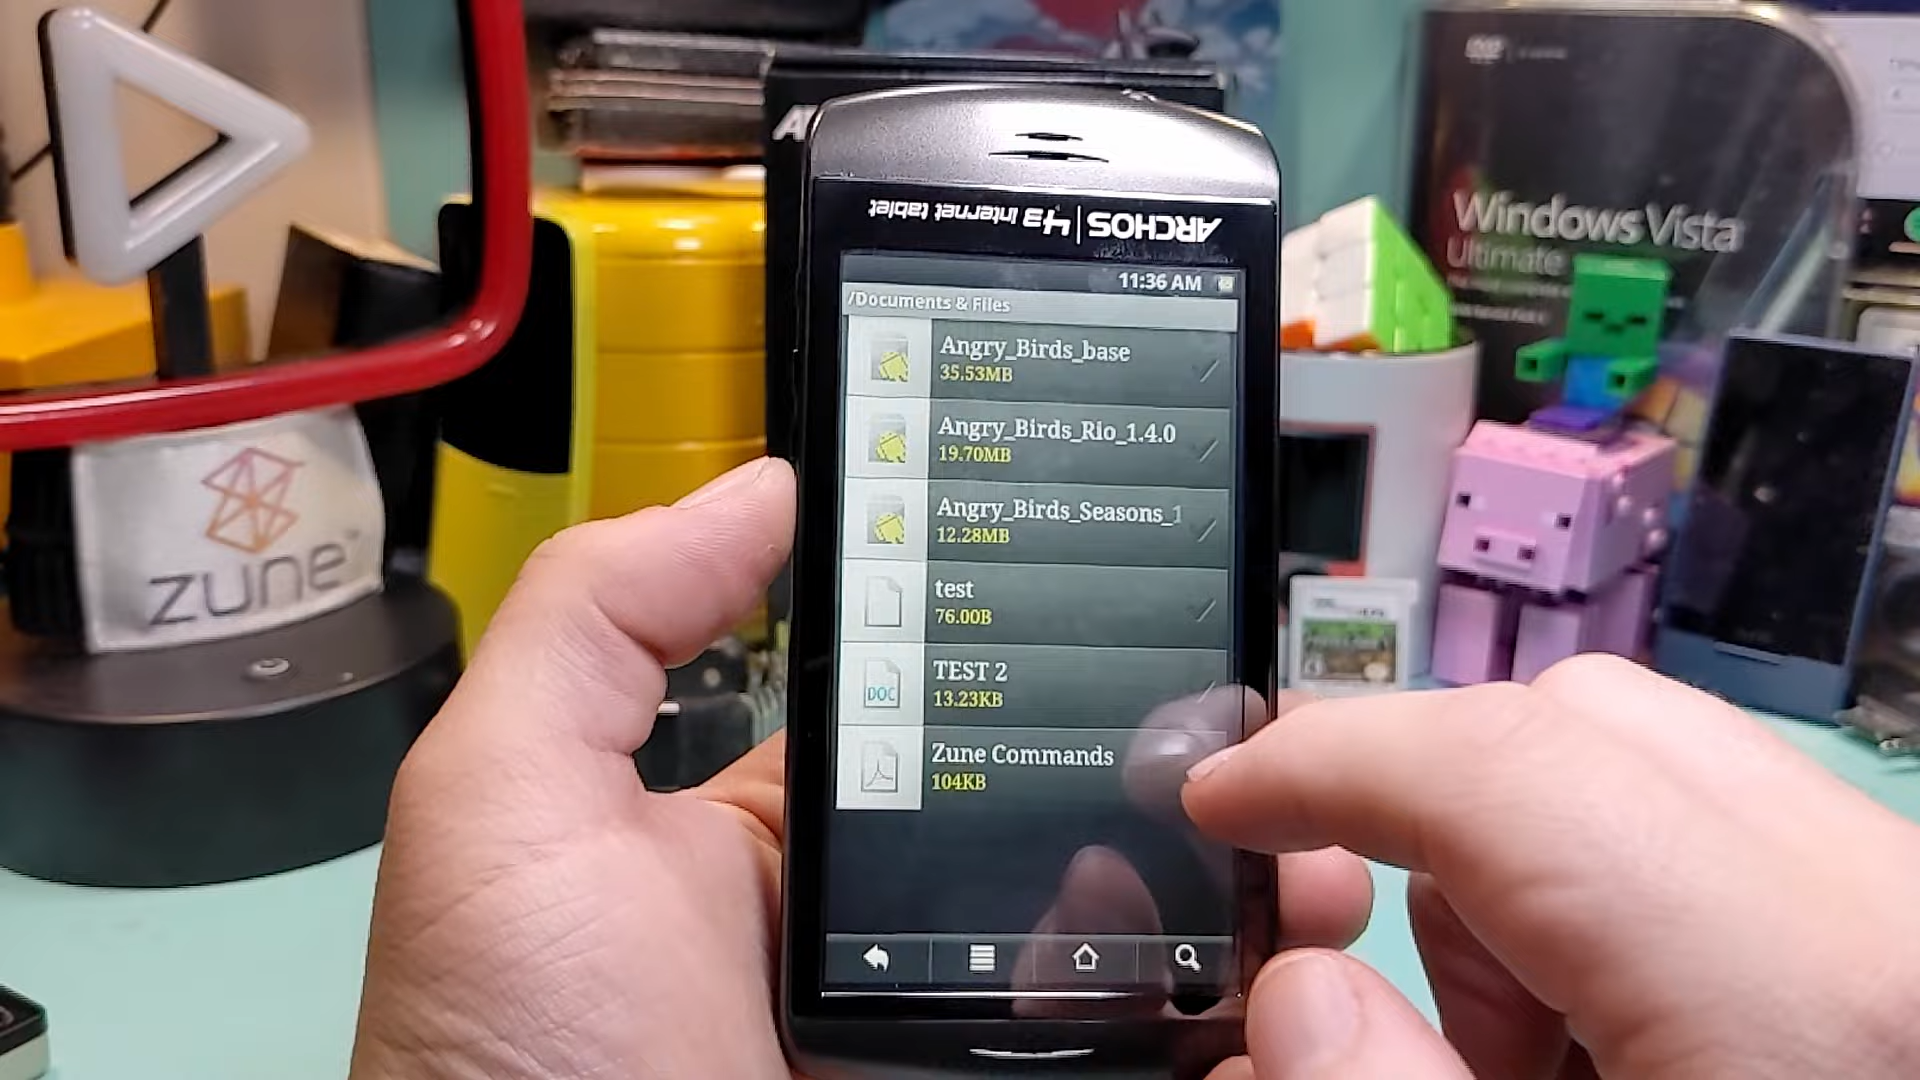 ARCHOS | 43 internet tablet
11:36 AM
/Documents & Files
Angry_Birds_base
35.53MB
Angry_Birds_Rio_1.4.0
19.70MB
Angry_Birds_Seasons_1
12.28MB
test
76.00B
TEST 2
DOC
13.23KB
Zune Commands
104KB
zune™
Windows Vista
Ultimate